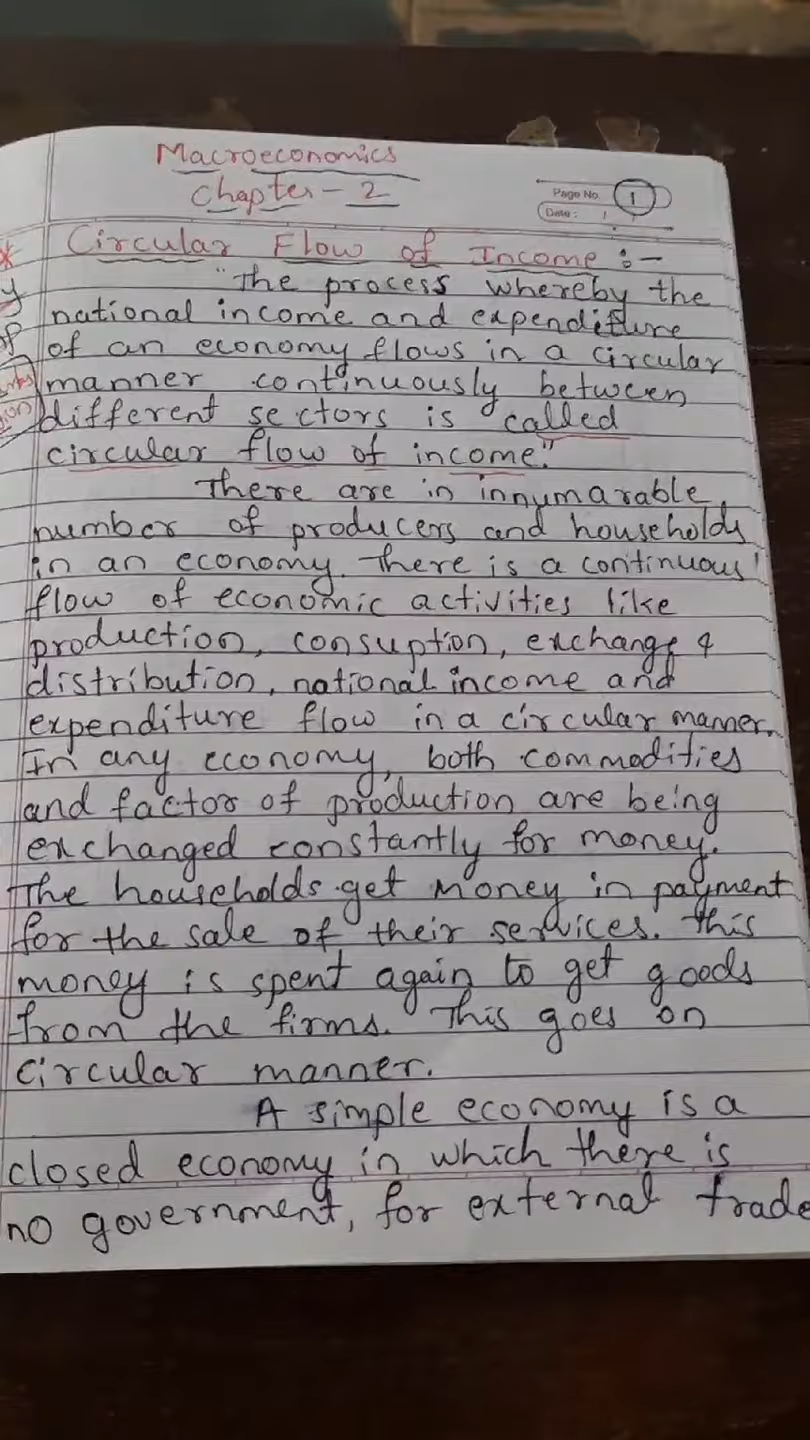 Macroeconomics
Chapter - 2
Page No. 1
Date : / /
* Circular Flow of Income :-
"The process whereby the
national income and expenditure
of an economy flows in a circular
manner continuously between
different sectors is called
circular flow of income."
There are in innumarable
number of producers and households
in an economy. There is a continuous
flow of economic activities like
production, consuption, exchange &
distribution, national income and
expenditure flow in a circular manner.
In any economy, both commodities
and factor of production are being
exchanged constantly for money.
The households get money in payment
for the sale of their services. This
money is spent again to get goods
from the firms. This goes on
circular manner.
A simple economy is a
closed economy in which there is
no government, for external trade